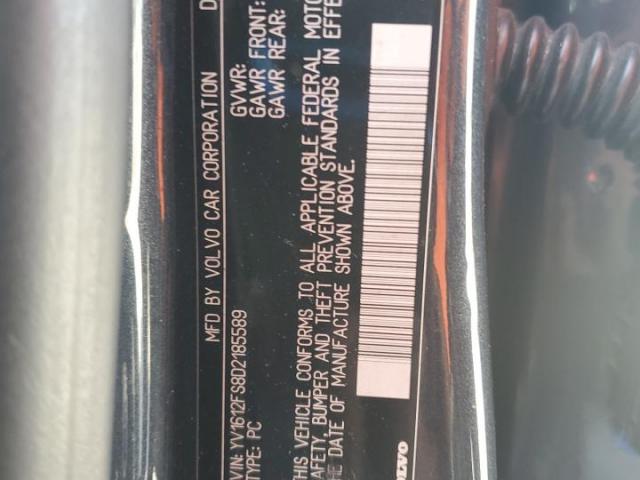 MFD BY VOLVO CAR CORPORATION D
VIN: YV1612FS8D2185589
TYPE: PC
GVWR:
GAWR FRONT:
GAWR REAR:
THIS VEHICLE CONFORMS TO ALL APPLICABLE FEDERAL MOTO
SAFETY, BUMPER AND THEFT PREVENTION STANDARDS IN EFFE
THE DATE OF MANUFACTURE SHOWN ABOVE.
VOLVO